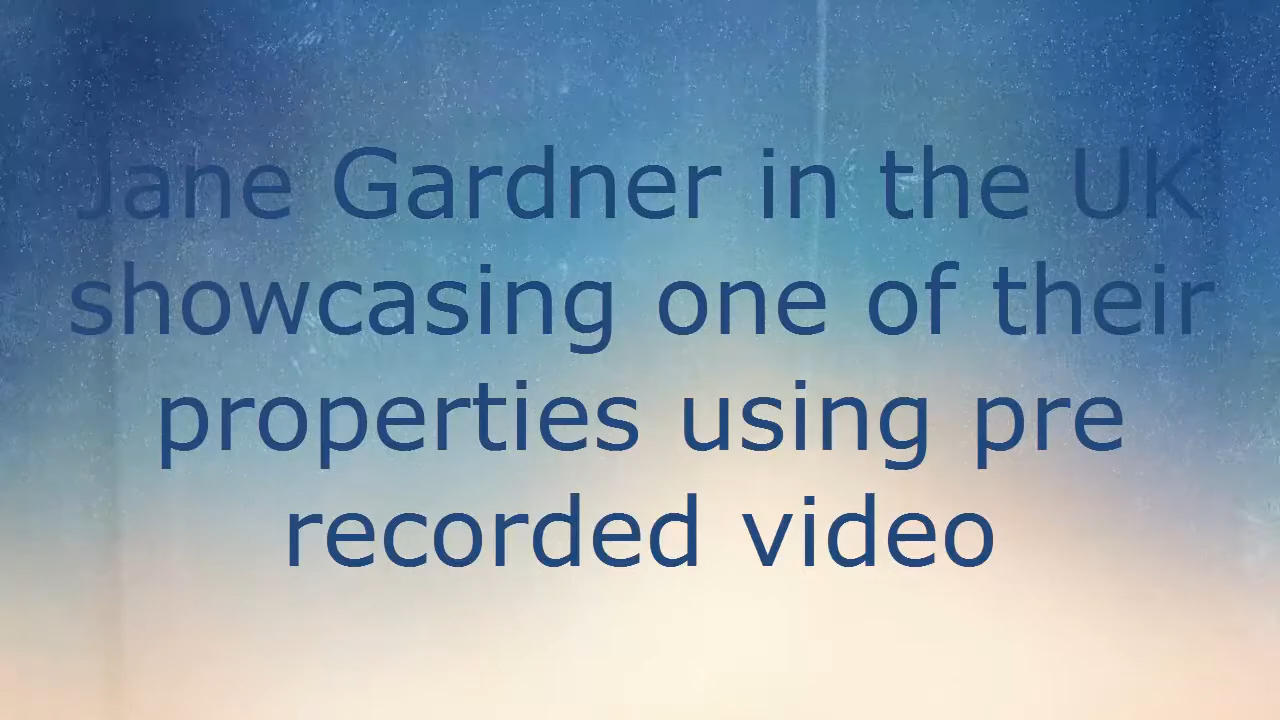 Jane Gardner in the UK
showcasing one of their
properties using pre
recorded video